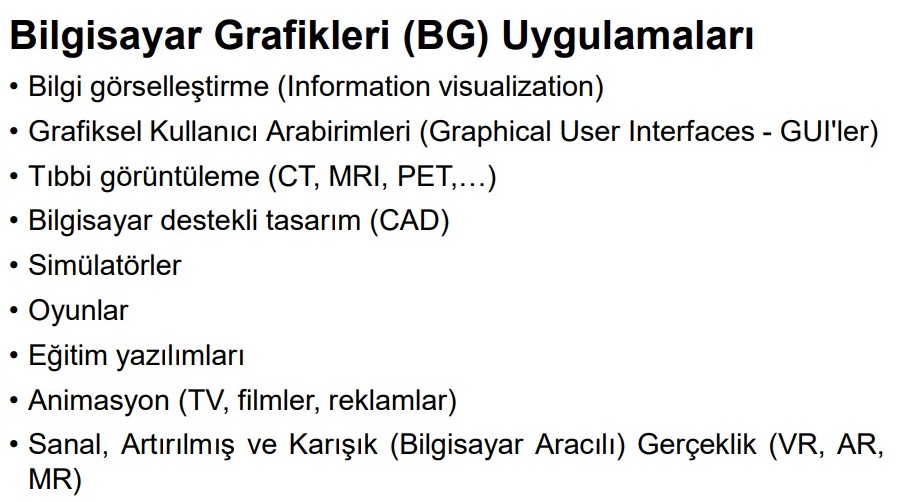 Bilgisayar Grafikleri (BG) Uygulamaları
• Bilgi görselleştirme (Information visualization)
• Grafiksel Kullanıcı Arabirimleri (Graphical User Interfaces - GUI'ler)
• Tıbbi görüntüleme (CT, MRI, PET,…)
• Bilgisayar destekli tasarım (CAD)
• Simülatörler
• Oyunlar
• Eğitim yazılımları
• Animasyon (TV, filmler, reklamlar)
• Sanal, Artırılmış ve Karışık (Bilgisayar Aracılı) Gerçeklik (VR, AR,
MR)